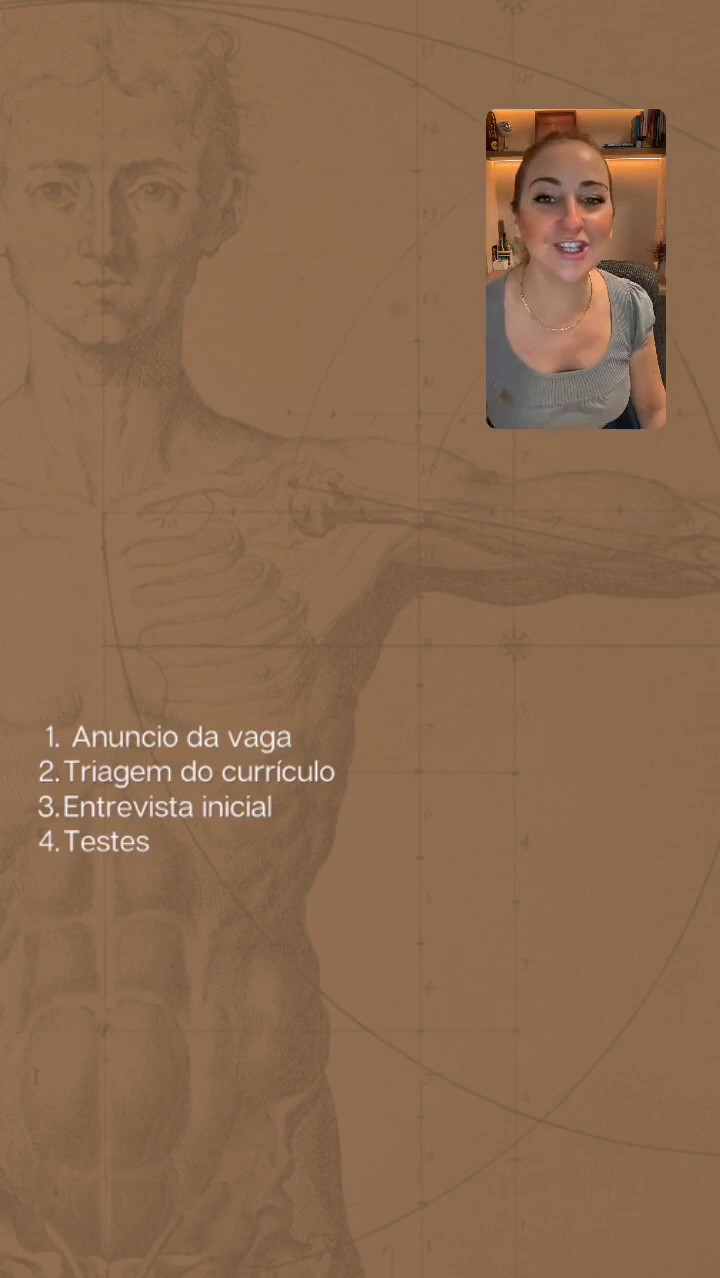 1. Anuncio da vaga
2. Triagem do currículo
3. Entrevista inicial
4. Testes